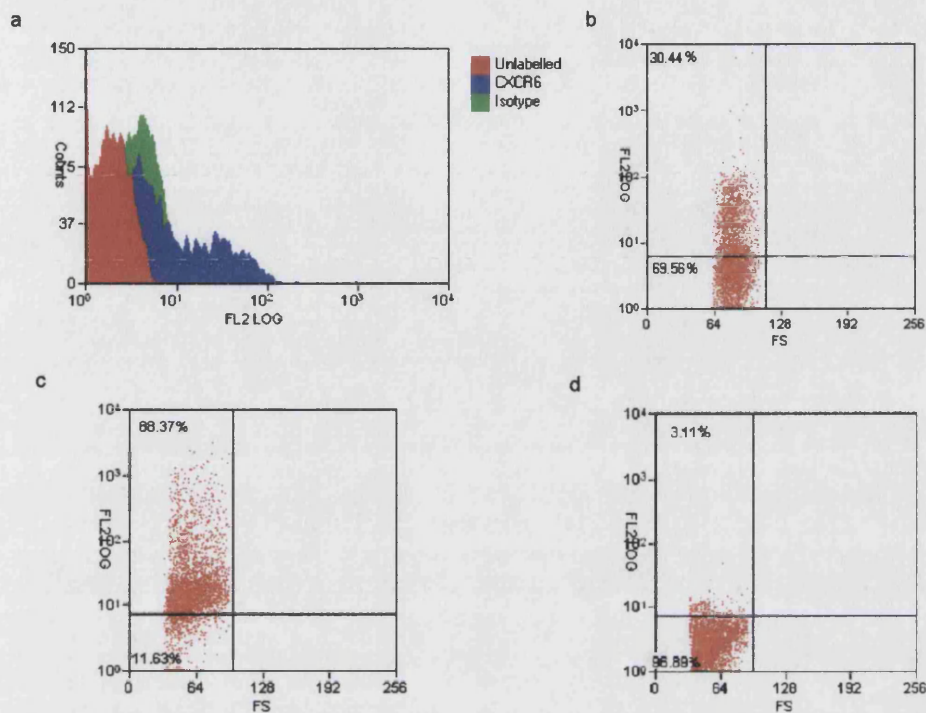 a
150
112
75
37
0
Counts
10⁰ 10¹ 10² 10³ 10⁴
FL2 LOG
Unlabelled
CXCR6
Isotype
b
10⁴
10³
10²
10¹
10⁰
FL2LOG
30.44%
69.56%
0 64 128 192 256
FS
c
10⁴
10³
10²
10¹
10⁰
FL2LOG
88.37%
11.63%
0 64 128 192 256
FS
d
10⁴
10³
10²
10¹
10⁰
FL2LOG
3.11%
96.89%
0 64 128 192 256
FS